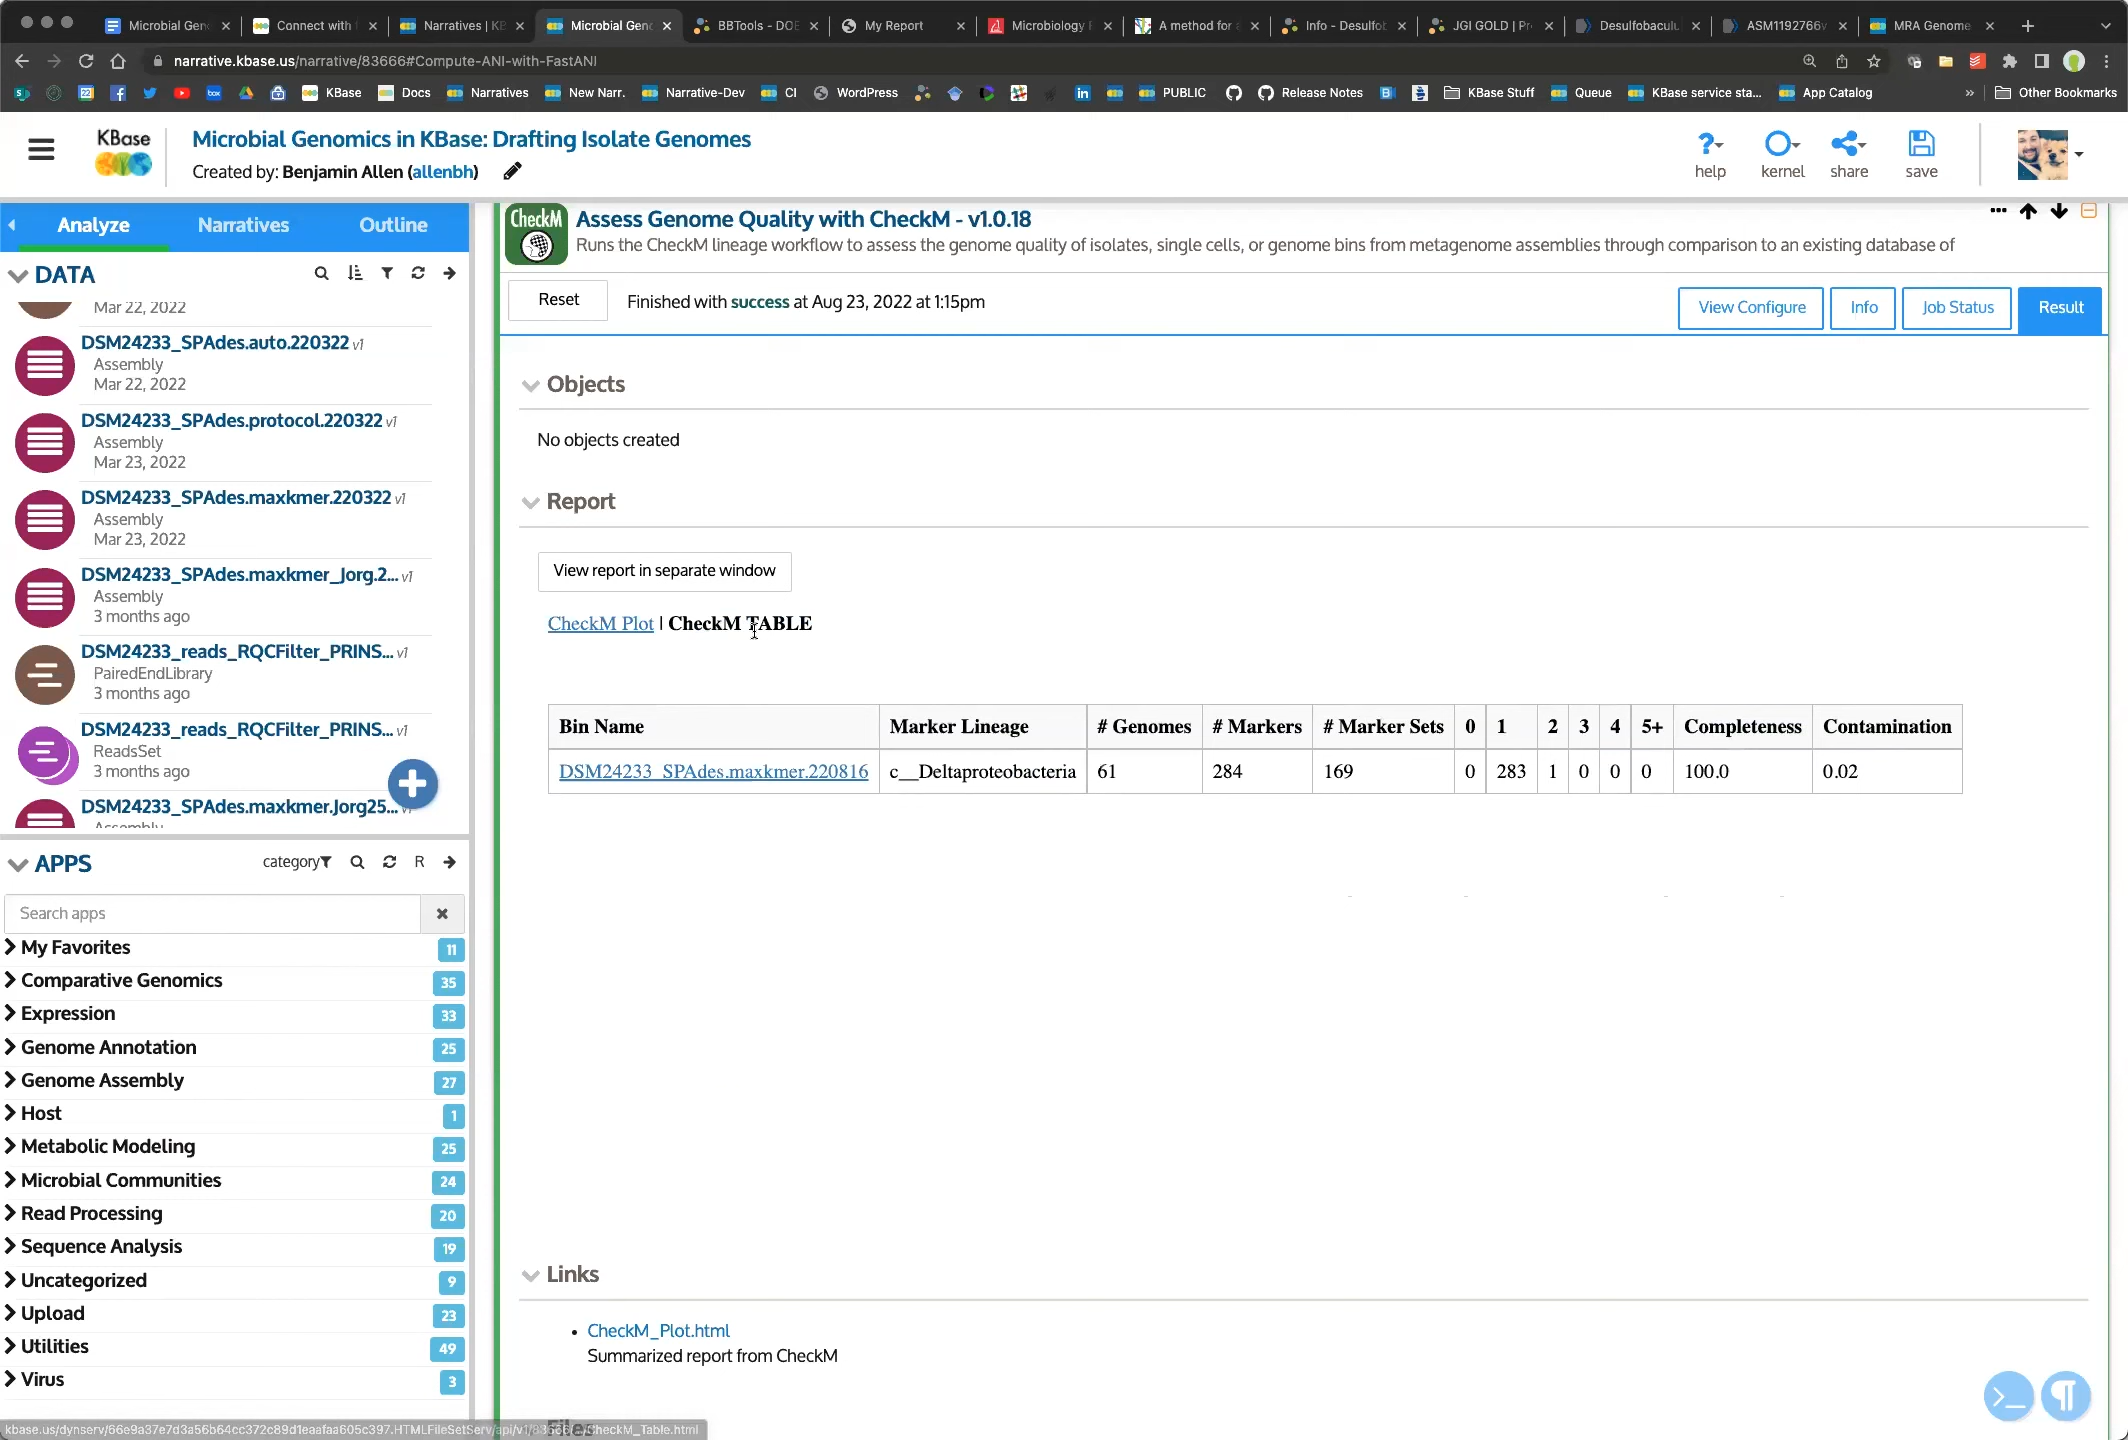 Microbial Gen
Connect with
Narratives | KB
Microbial Gen
BBTools - DOE
My Report
Microbiology
A method for
Info - Desulfob
JGI GOLD | Pr
Desulfobaculu
ASM1192766v
MRA Genome
narrative.kbase.us/narrative/83666#Compute-ANI-with-FastANI
KBase
Docs
Narratives
New Narr.
Narrative-Dev
CI
WordPress
PUBLIC
Release Notes
KBase Stuff
Queue
KBase service sta...
App Catalog
»
Other Bookmarks
KBase
Microbial Genomics in KBase: Drafting Isolate Genomes
Created by: Benjamin Allen (allenbh)
help
kernel
share
save
Analyze
Narratives
Outline
DATA
Mar 22, 2022
DSM24233_SPAdes.auto.220322 v1
Assembly
Mar 22, 2022
DSM24233_SPAdes.protocol.220322 v1
Assembly
Mar 23, 2022
DSM24233_SPAdes.maxkmer.220322 v1
Assembly
Mar 23, 2022
DSM24233_SPAdes.maxkmer_Jorg.2... v1
Assembly
3 months ago
DSM24233_reads_RQCFilter_PRINS... v1
PairedEndLibrary
3 months ago
DSM24233_reads_RQCFilter_PRINS... v1
ReadsSet
3 months ago
DSM24233_SPAdes.maxkmer.Jorg25... v1
Assembly
APPS
category
R
Search apps
My Favorites 11
Comparative Genomics 35
Expression 33
Genome Annotation 25
Genome Assembly 27
Host 1
Metabolic Modeling 25
Microbial Communities 24
Read Processing 20
Sequence Analysis 19
Uncategorized 9
Upload 23
Utilities 49
Virus 3
CheckM
Assess Genome Quality with CheckM - v1.0.18
Runs the CheckM lineage workflow to assess the genome quality of isolates, single cells, or genome bins from metagenome assemblies through comparison to an existing database of
Reset
Finished with success at Aug 23, 2022 at 1:15pm
View Configure
Info
Job Status
Result
Objects
No objects created
Report
View report in separate window
CheckM Plot | CheckM TABLE
Bin Name Marker Lineage # Genomes # Markers # Marker Sets 0 1 2 3 4 5+ Completeness Contamination
DSM24233_SPAdes.maxkmer.220816 c__Deltaproteobacteria 61 284 169 0 283 1 0 0 0 100.0 0.02
Links
• CheckM_Plot.html
Summarized report from CheckM
Files